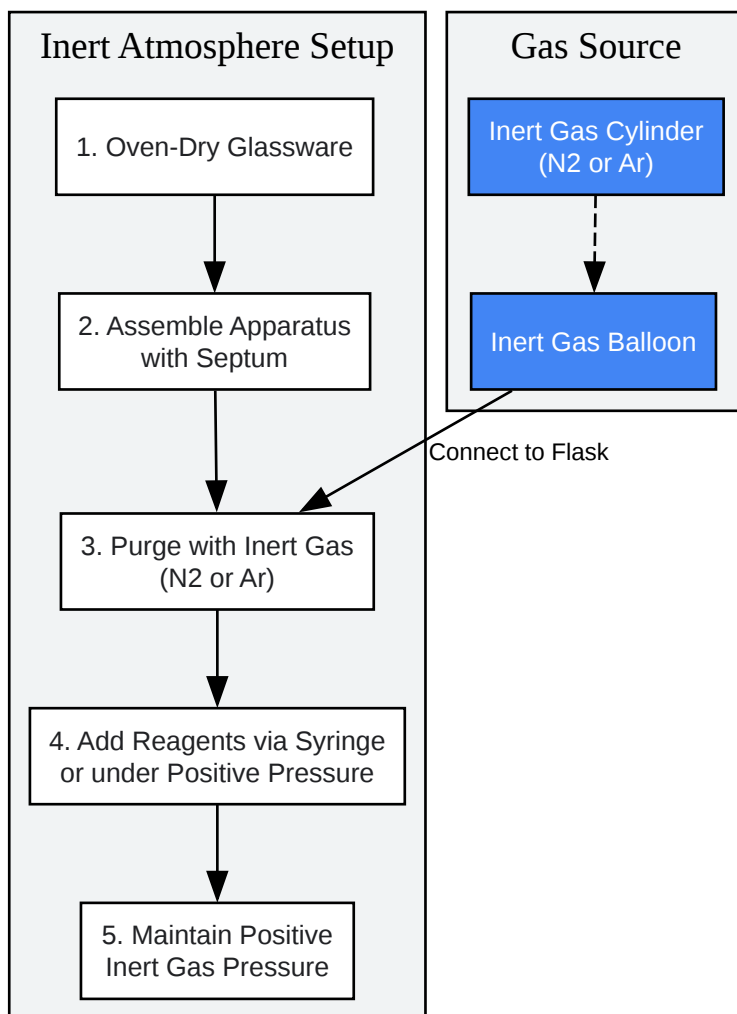 Inert Atmosphere Setup
1. Oven-Dry Glassware
2. Assemble Apparatus
with Septum
3. Purge with Inert Gas
(N2 or Ar)
4. Add Reagents via Syringe
or under Positive Pressure
5. Maintain Positive
Inert Gas Pressure
Gas Source
Inert Gas Cylinder
(N2 or Ar)
Inert Gas Balloon
Connect to Flask